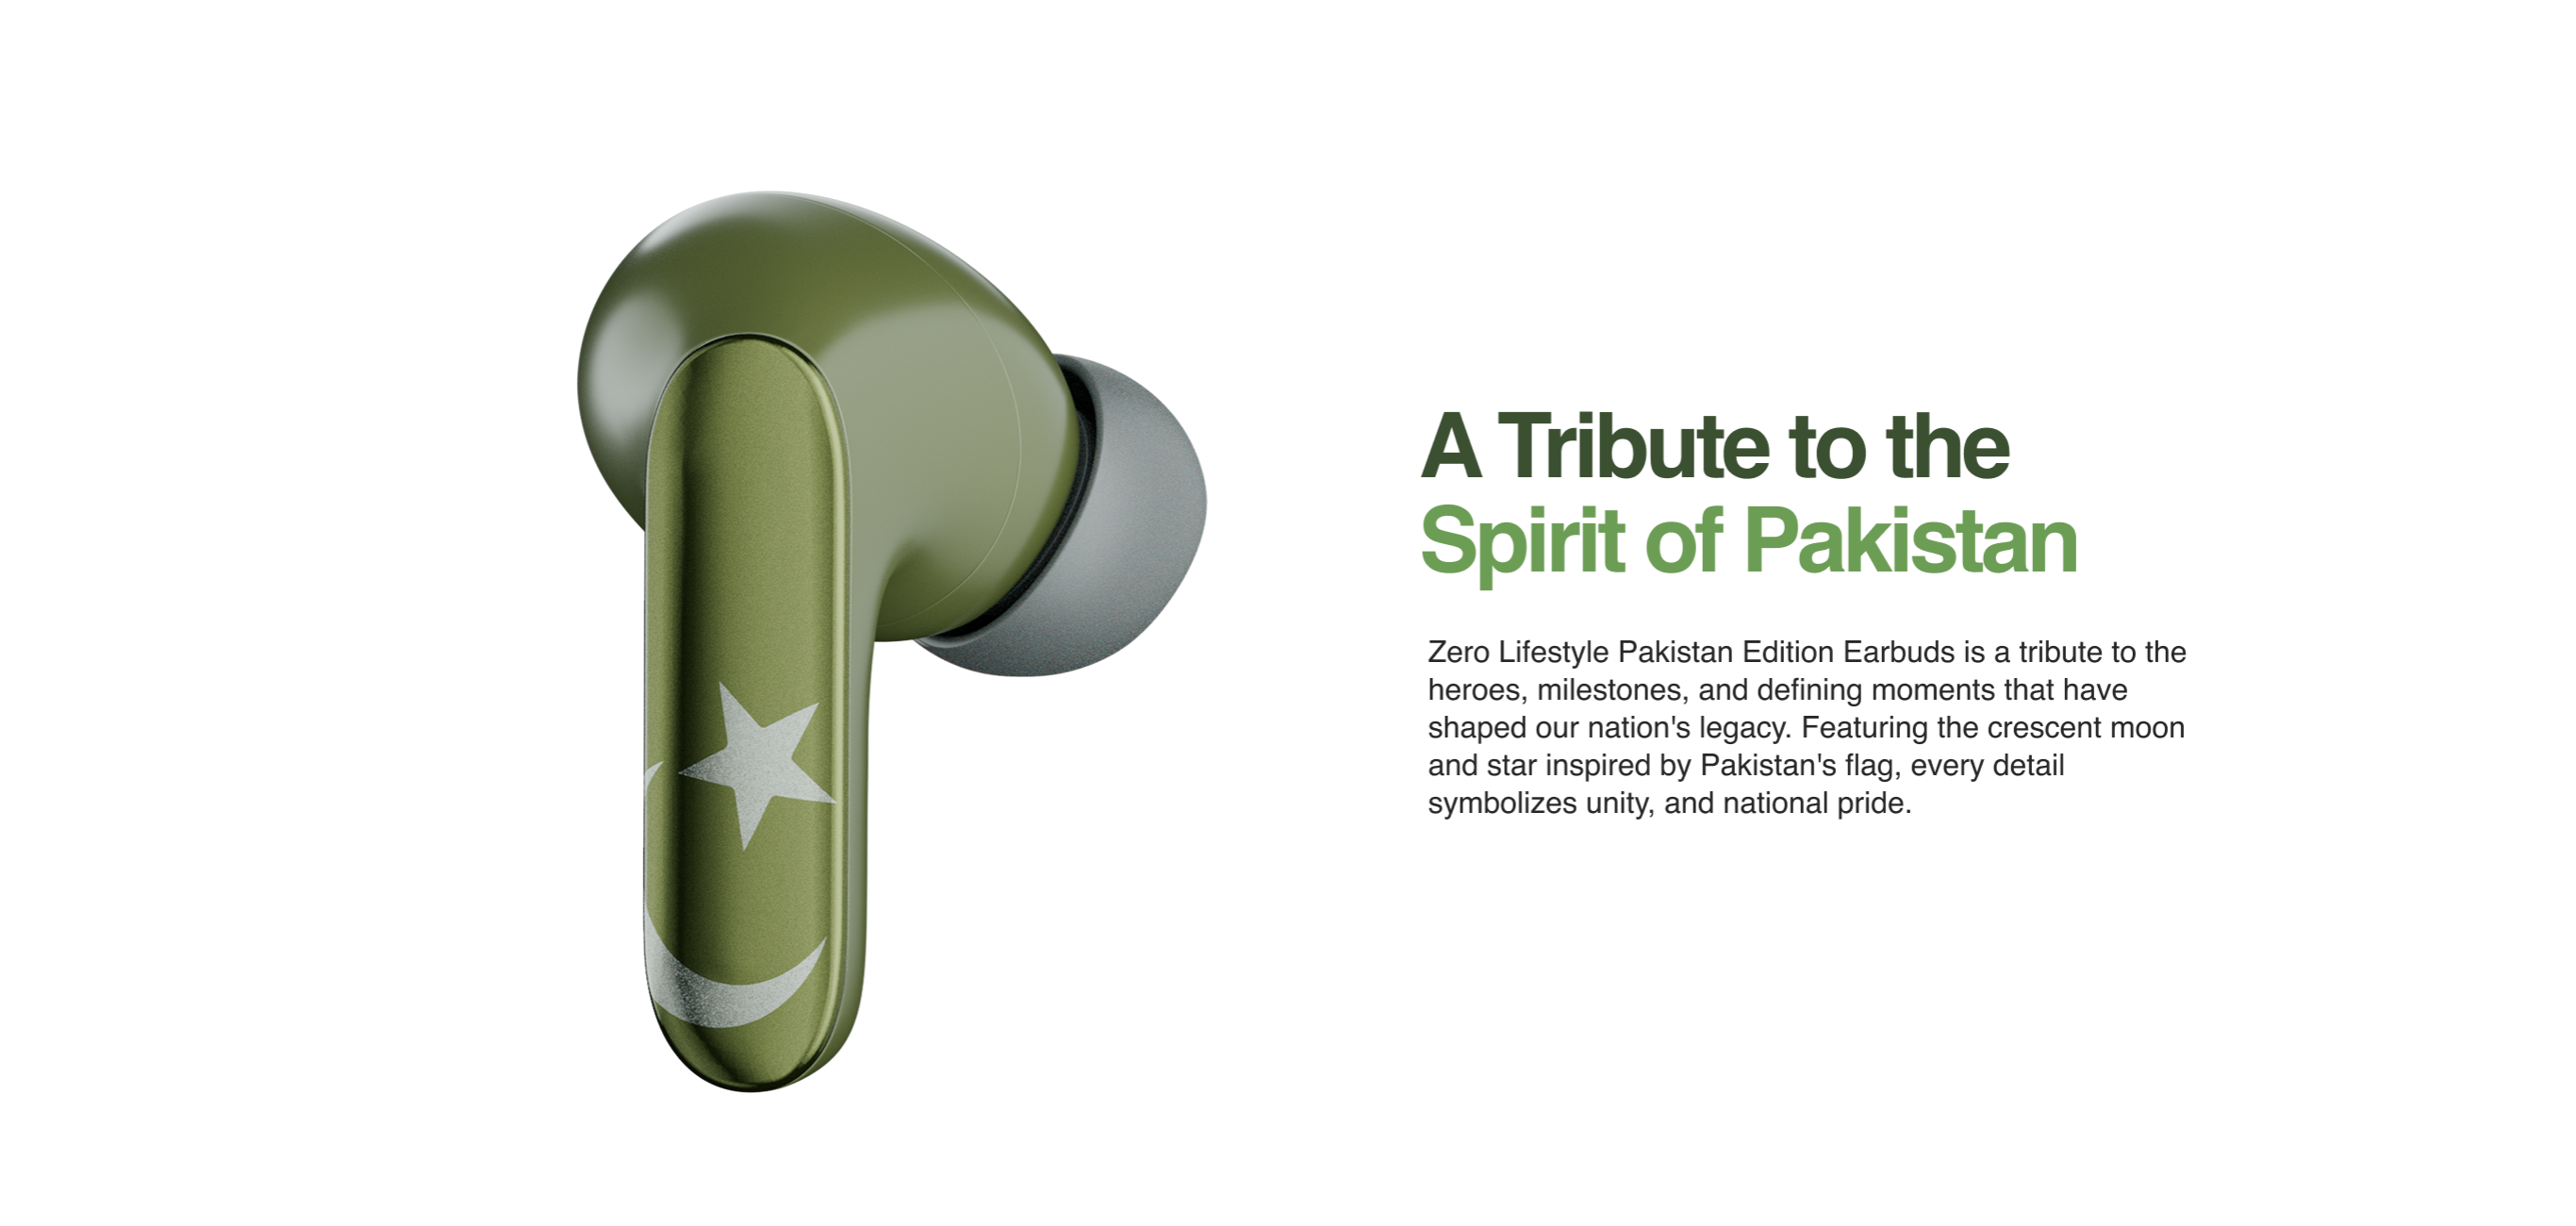 A Tribute to the
Spirit of Pakistan
Zero Lifestyle Pakistan Edition Earbuds is a tribute to the
heroes, milestones, and defining moments that have
shaped our nation's legacy. Featuring the crescent moon
and star inspired by Pakistan's flag, every detail
symbolizes unity, and national pride.